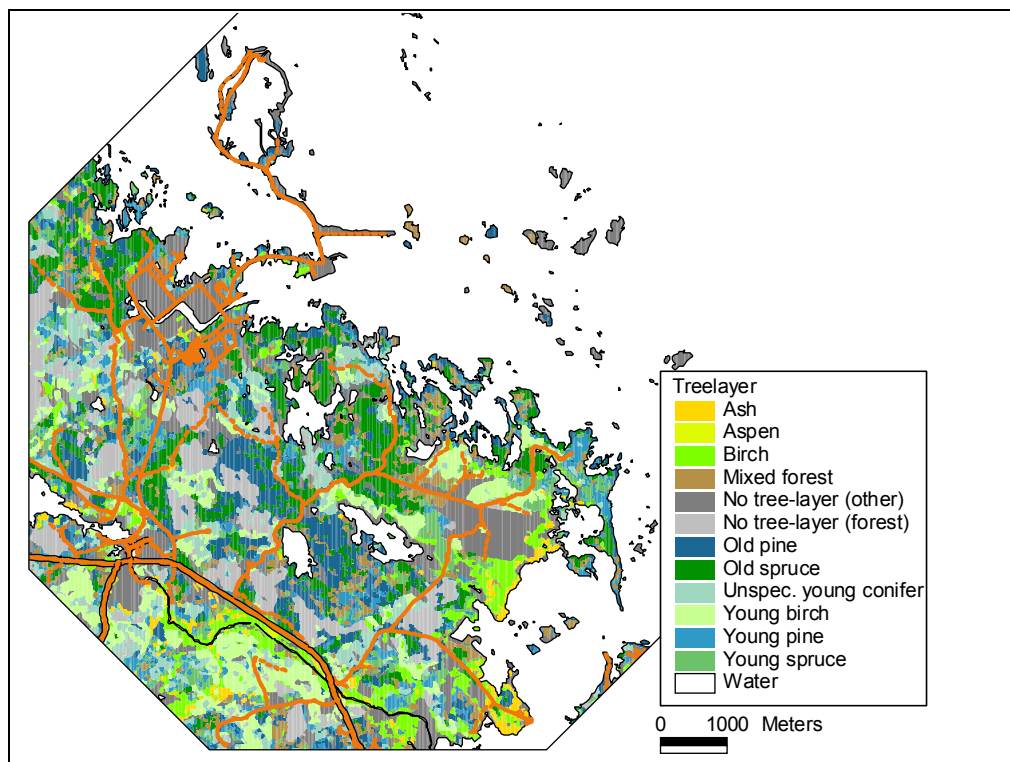 Treelayer
Ash
Aspen
Birch
Mixed forest
No tree-layer (other)
No tree-layer (forest)
Old pine
Old spruce
Unspec. young conifer
Young birch
Young pine
Young spruce
Water
0 1000 Meters